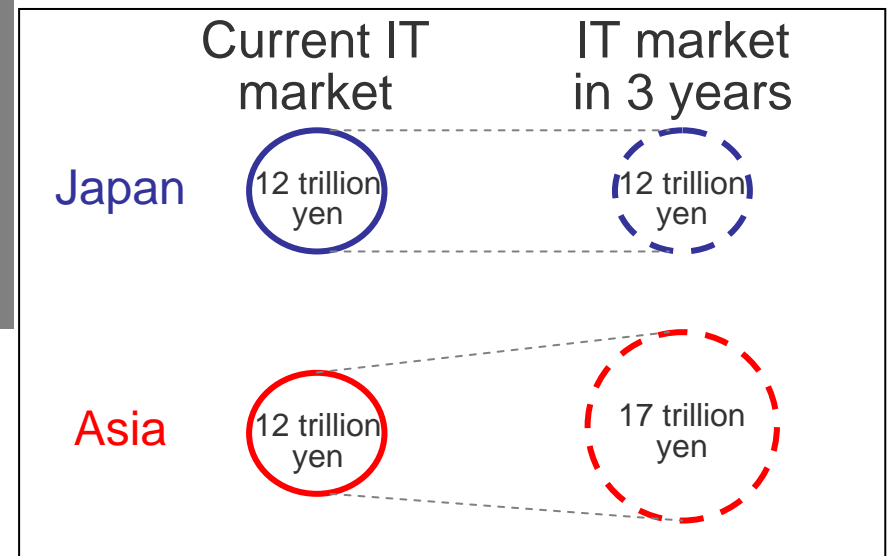 Current IT
market
IT market
in 3 years
Japan
12 trillion
yen
12 trillion
yen
Asia
12 trillion
yen
17 trillion
yen